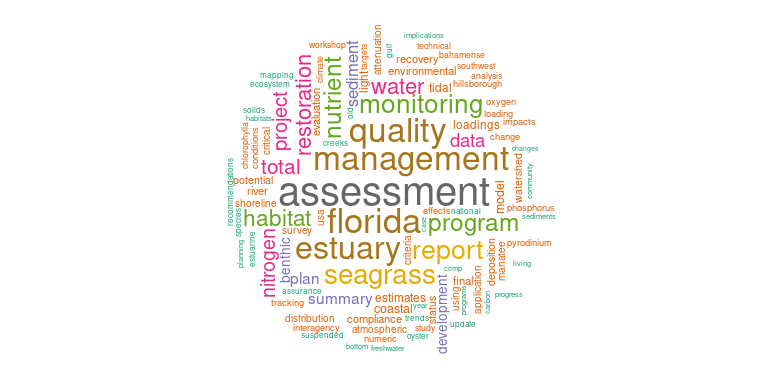 implications
workshop
technical
gulf
targets
attenuation
bahamense
recovery
southwest
mapping
climate
sediment
light
environmental
analysis
ecosystem
restoration
nutrient
water
tidal
hillsborough
project
evaluation
old
monitoring
oxygen
solids
habitats
loading
quality
loadings
impacts
chlorophyll
conditions
critical
creeks
data
change
changes
management
total
watershed
community
potential
assessment
model
river
recommendations
shoreline
species
habitat
usa
florida
effects
national
phosphorus
case
program
sediments
survey
nitrogen
benthic
estuary
criteria
report
pyrodinium
planning
estuarine
deposition
manatee
living
seagrass
ccmp
bplan
final
application
assurance
development
using
programs
carbon
progress
tracking
summary
estimates
coastal
year
status
distribution
compliance
trends
update
interagency
atmospheric
study
suspended
numeric
oyster
bottom
freshwater